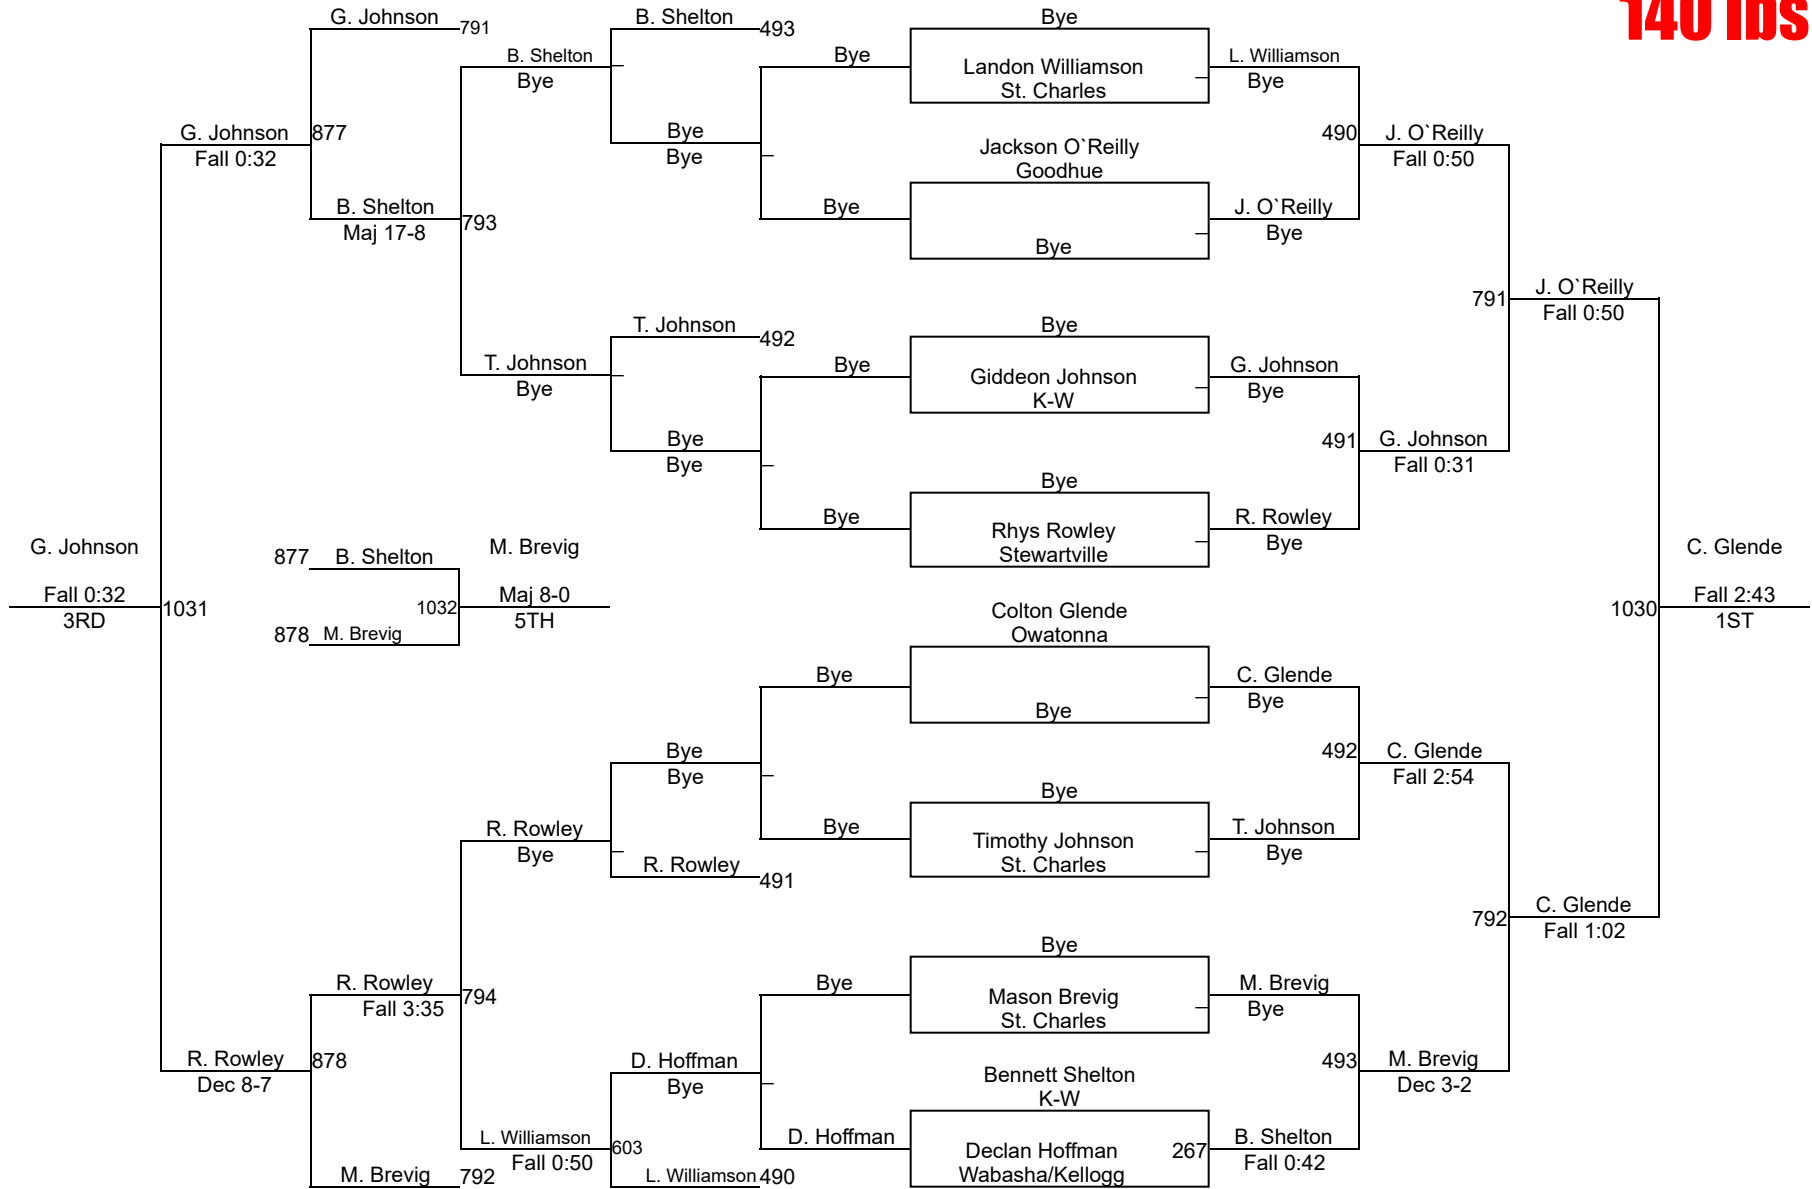 140 lbs
G. Johnson
791
B. Shelton
493
Bye
B. Shelton
Bye
Bye
Landon Williamson
St. Charles
L. Williamson
Bye
G. Johnson
877
Fall 0:32
Bye
Bye
490
J. O`Reilly
Fall 0:50
Jackson O`Reilly
Goodhue
B. Shelton
793
Maj 17-8
Bye
Bye
J. O`Reilly
Bye
791
J. O`Reilly
Fall 0:50
T. Johnson
492
Bye
T. Johnson
Bye
Bye
Giddeon Johnson
K-W
G. Johnson
Bye
Bye
Bye
491
G. Johnson
Fall 0:31
Bye
Bye
Rhys Rowley
Stewartville
R. Rowley
Bye
G. Johnson
Fall 0:32
3RD
1031
877
B. Shelton
878
M. Brevig
1032
M. Brevig
Maj 8-0
5TH
C. Glende
1030
Fall 2:43
1ST
Colton Glende
Owatonna
Bye
Bye
C. Glende
Bye
Bye
Bye
492
C. Glende
Fall 2:54
Bye
R. Rowley
Bye
Bye
Timothy Johnson
St. Charles
T. Johnson
Bye
R. Rowley
491
792
C. Glende
Fall 1:02
Bye
R. Rowley
794
Fall 3:35
Bye
Mason Brevig
St. Charles
M. Brevig
Bye
R. Rowley
878
Dec 8-7
D. Hoffman
Bye
493
M. Brevig
Dec 3-2
Bennett Shelton
K-W
L. Williamson
603
Fall 0:50
D. Hoffman
Declan Hoffman
Wabasha/Kellogg
267
B. Shelton
Fall 0:42
M. Brevig
792
L. Williamson
490